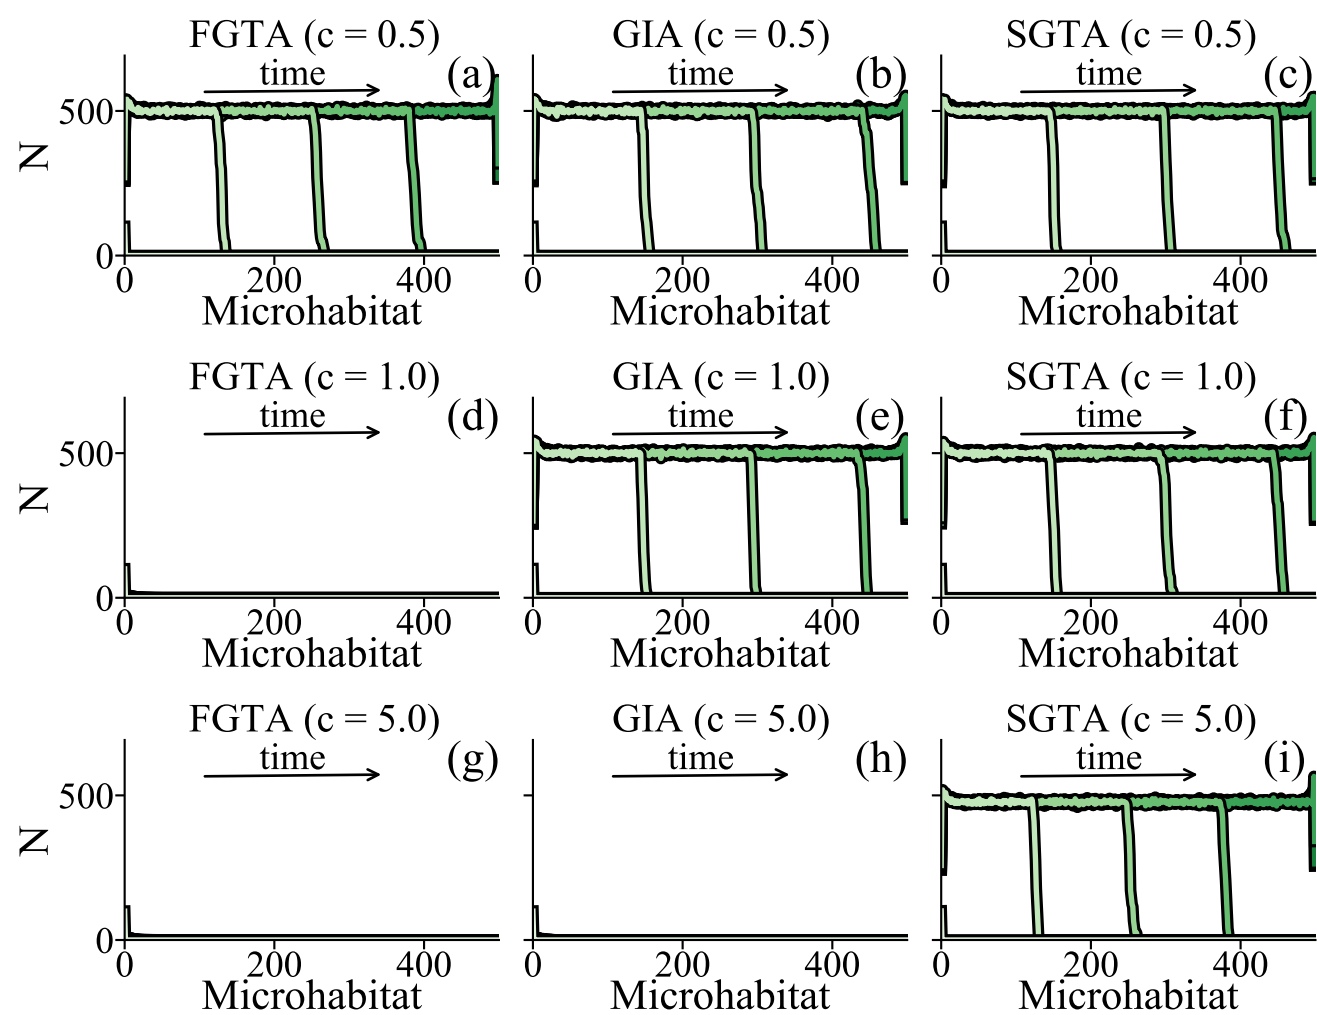 FGTA (c = 0.5) GIA (c = 0.5) SGTA (c = 0.5)
time (a) time (b) time (c)
500
N
0
0 200 400 0 200 400 0 200 400
Microhabitat Microhabitat Microhabitat
FGTA (c = 1.0) GIA (c = 1.0) SGTA (c = 1.0)
time (d) time (e) time (f)
500
N
0
0 200 400 0 200 400 0 200 400
Microhabitat Microhabitat Microhabitat
FGTA (c = 5.0) GIA (c = 5.0) SGTA (c = 5.0)
time (g) time (h) time (i)
500
N
0
0 200 400 0 200 400 0 200 400
Microhabitat Microhabitat Microhabitat